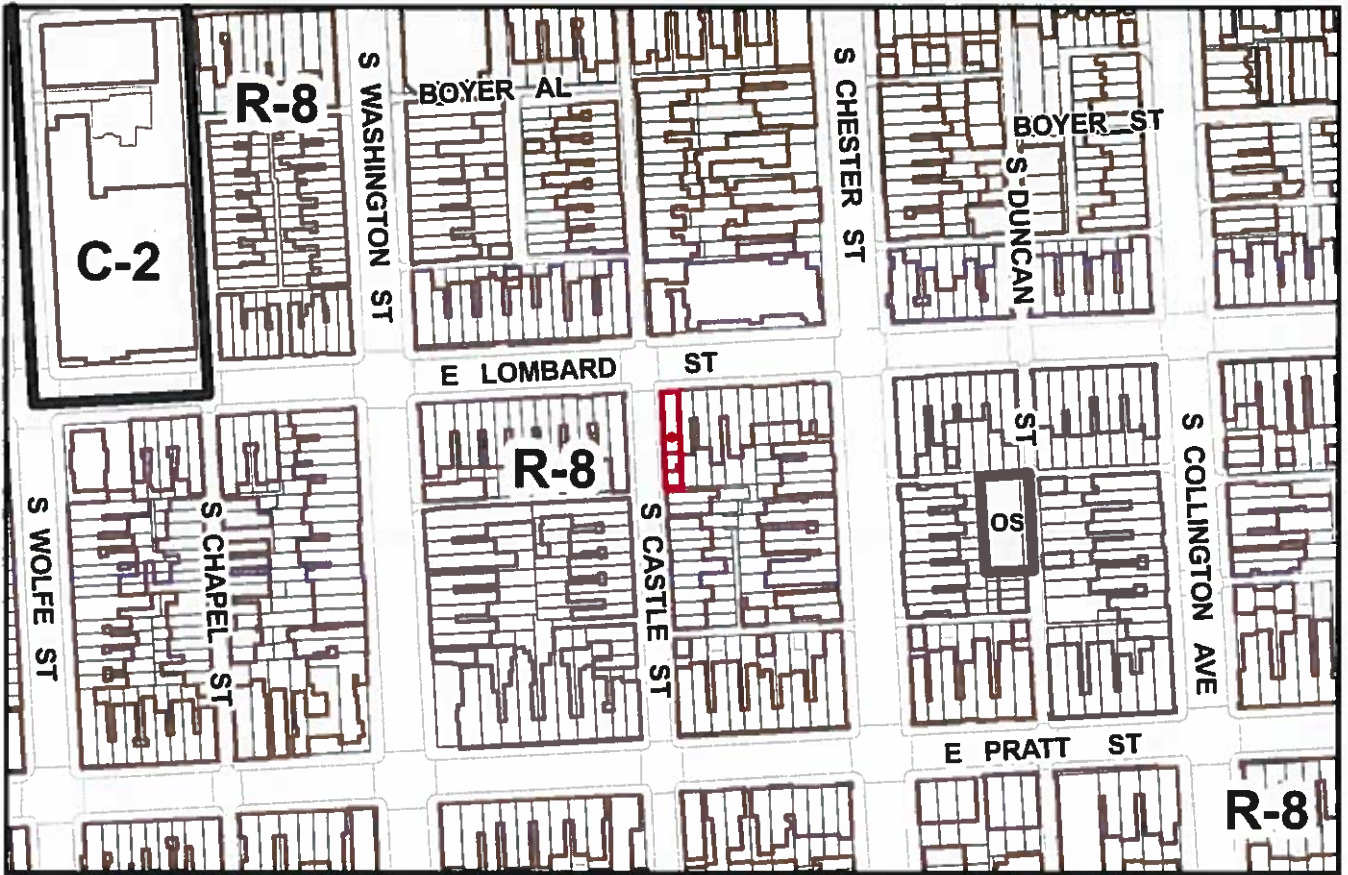 R-8
S WASHINGTON ST
BOYER AL
S CHESTER ST
BOYER ST
S DUNCAN ST
C-2
E LOMBARD ST
R-8
S COLLINGTON AVE
S WOLFE ST
S CHAPEL ST
S CASTLE ST
OS
E PRATT ST
R-8